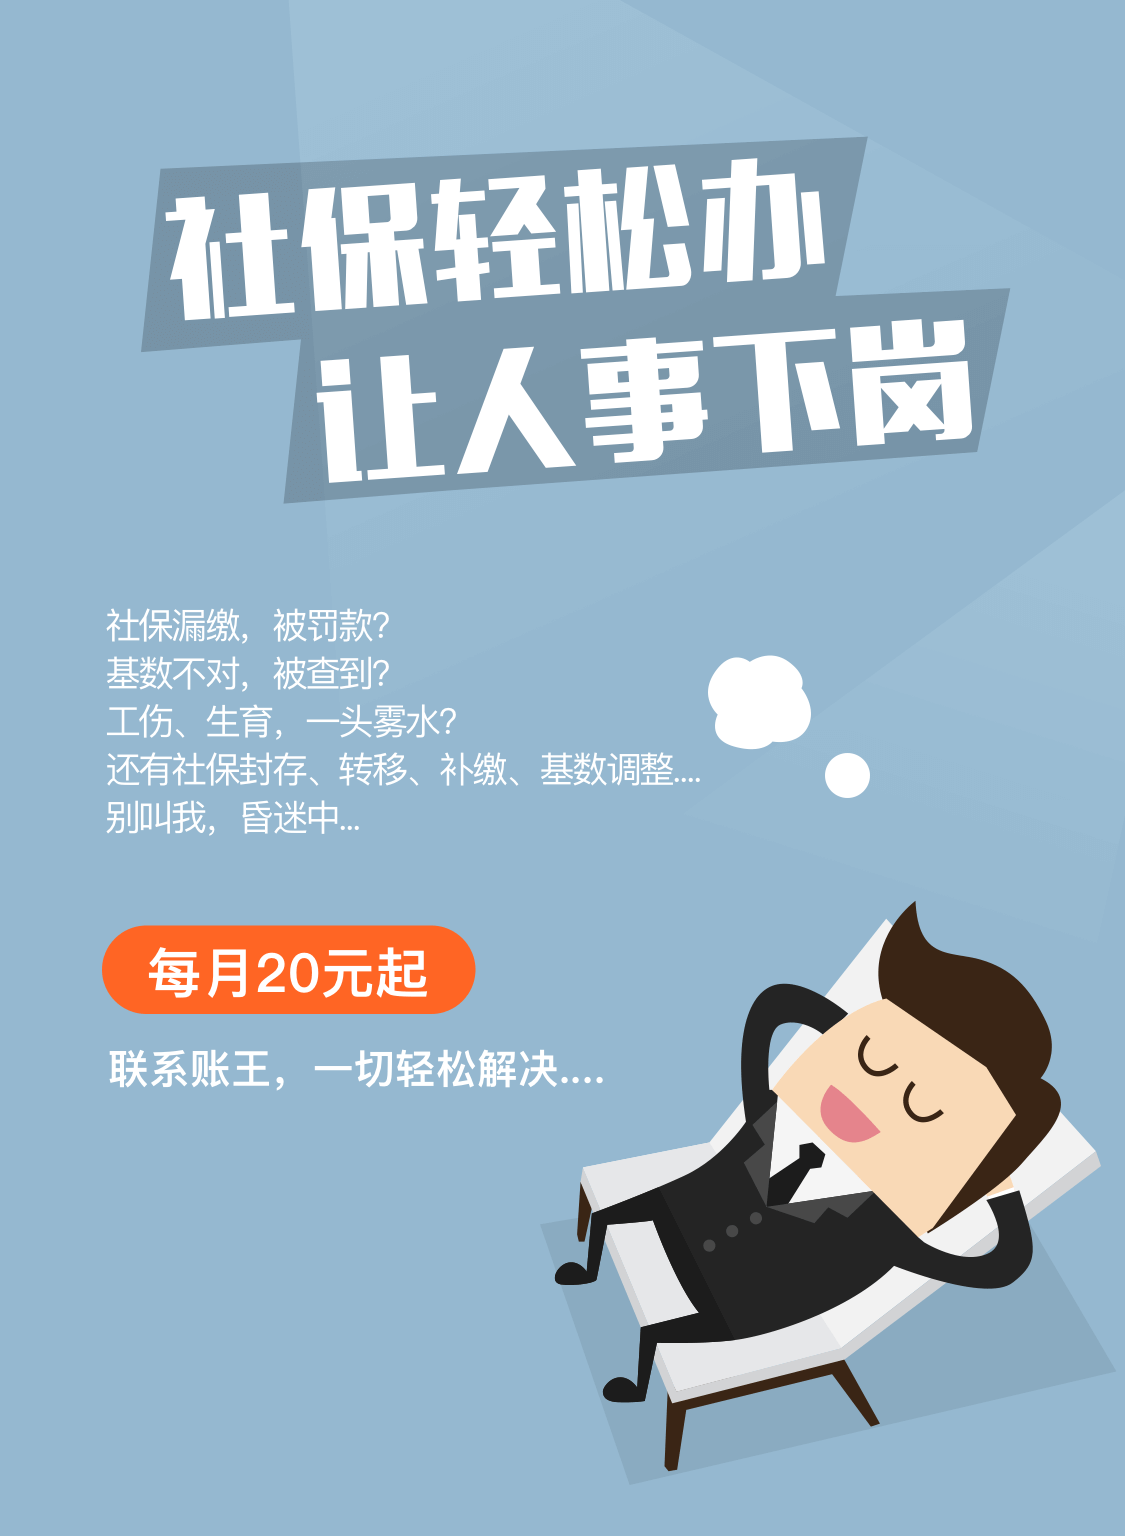 社保轻松办
让人事下岗
社保漏缴，被罚款?
基数不对，被查到?
工伤、生育，一头雾水?
还有社保封存、转移、补缴、基数调整....
别叫我，昏迷中...
每月20元起
联系账王，一切轻松解决....